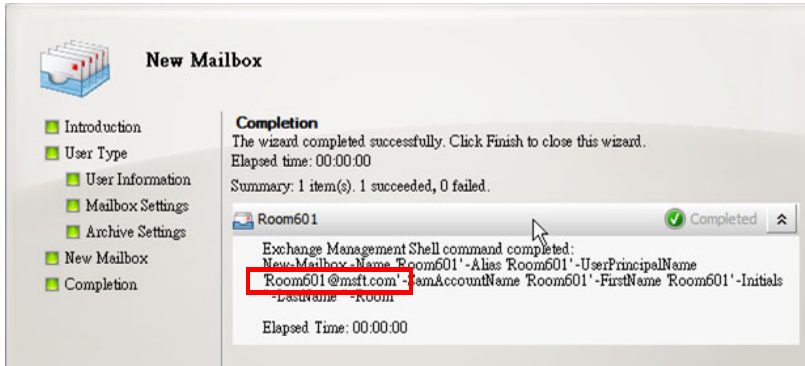 New Mailbox
Introduction
User Type
User Information
Mailbox Settings
Archive Settings
New Mailbox
Completion
Completion
The wizard completed successfully. Click Finish to close this wizard.
Elapsed time: 00:00:00
Summary: 1 item(s). 1 succeeded, 0 failed.
Room601
Completed
Exchange Management Shell command completed:
New-Mailbox -Name 'Room601' -Alias 'Room601' -UserPrincipalName
'Room601@msft.com' -SamAccountName 'Room601' -FirstName 'Room601' -Initials
'' -LastName '' -Room
Elapsed Time: 00:00:00